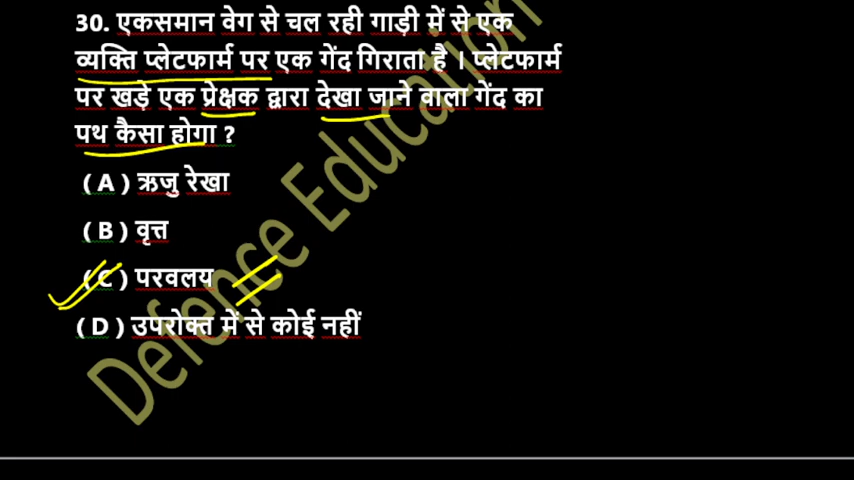 30. एकसमान वेग से चल रही गाड़ी में से एक
व्यक्ति प्लेटफार्म पर एक गेंद गिराता है । प्लेटफार्म
पर खड़े एक प्रेक्षक द्वारा देखा जाने वाला गेंद का
पथ कैसा होगा ?
( A ) ऋजु रेखा
( B ) वृत्त
( C ) परवलय
( D ) उपरोक्त में से कोई नहीं
Defence Education